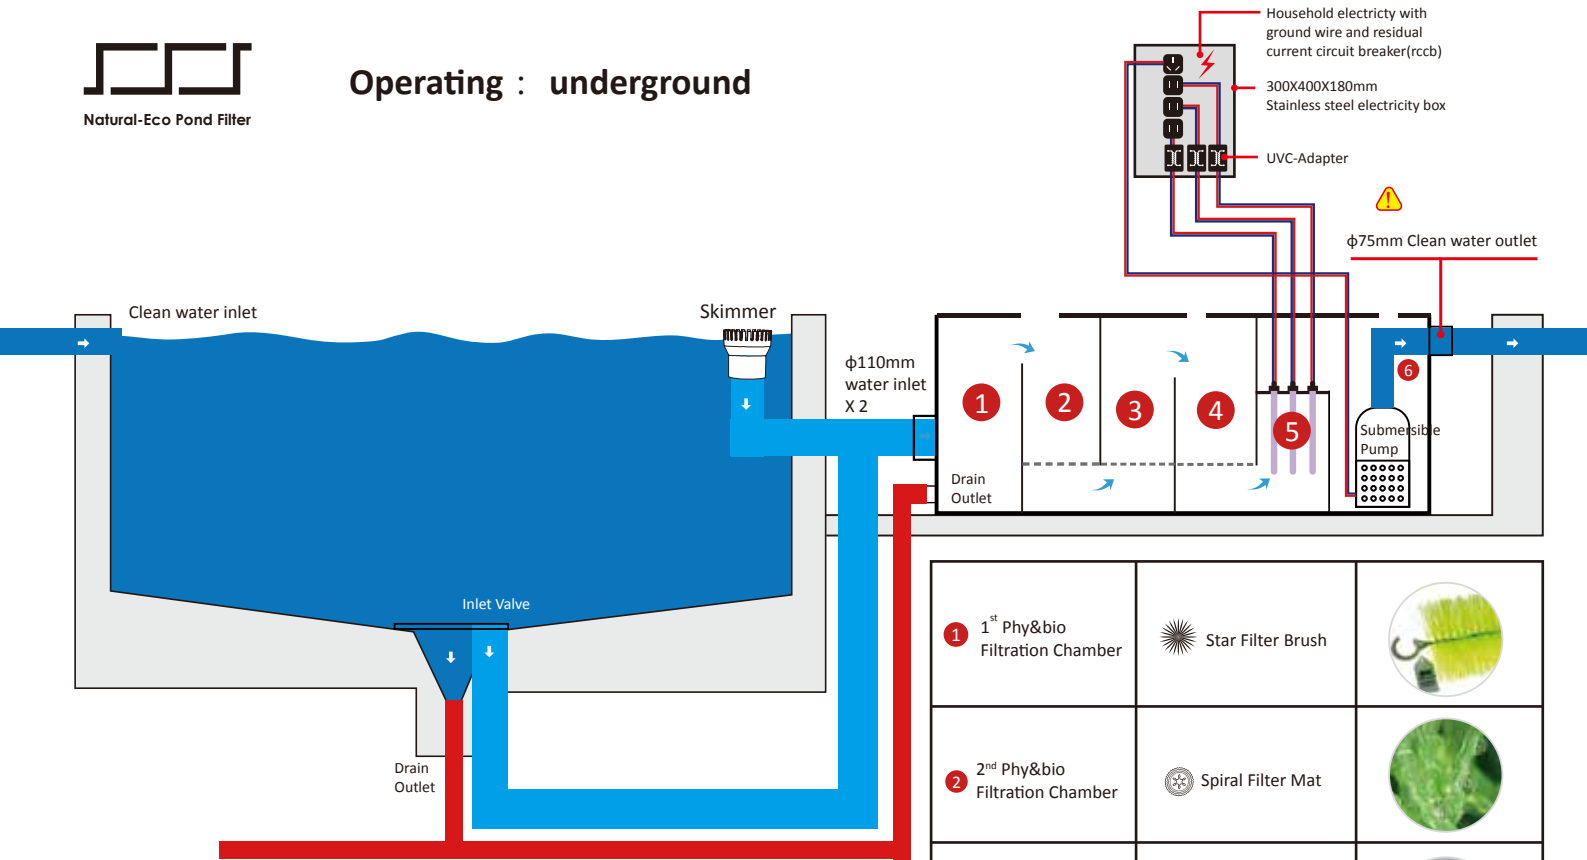 Natural-Eco Pond Filter
Operating : underground
Household electricty with
ground wire and residual
current circuit breaker(rccb)
300X400X180mm
Stainless steel electricity box
UVC-Adapter
ϕ75mm Clean water outlet
Clean water inlet
Skimmer
ϕ110mm
water inlet
X 2
1
2
3
4
5
6
Submersible
Pump
Drain
Outlet
Inlet Valve
Drain
Outlet
1 1st Phy&bio
Filtration Chamber
Star Filter Brush
2 2nd Phy&bio
Filtration Chamber
Spiral Filter Mat